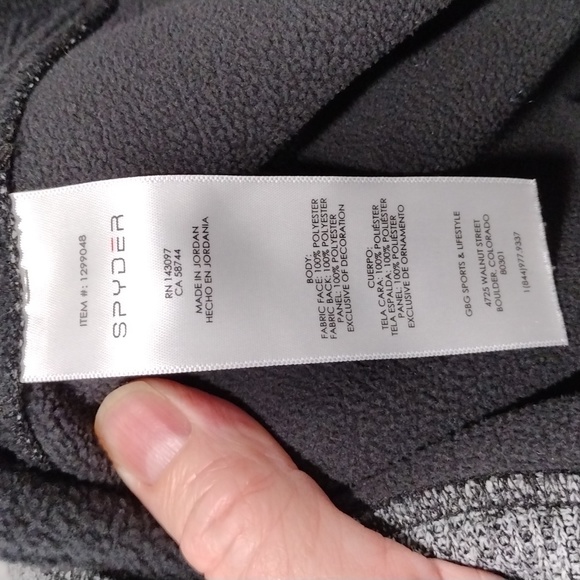 ITEM #: 1299048
SPYDER
RN 143097
CA 58744
MADE IN JORDAN
HECHO EN JORDANIA
BODY:
FABRIC FACE: 100% POLYESTER
FABRIC BACK: 100% POLYESTER
PANEL: 100% POLYESTER
EXCLUSIVE OF DECORATION
CUERPO:
TELA CARA: 100% POLIÉSTER
TELA ESPALDA: 100% POLIÉSTER
PANEL: 100% POLIÉSTER
EXCLUSIVE DE ORNAMENTO
GBG SPORTS & LIFESTYLE
4725 WALNUT STREET
BOULDER, COLORADO
80301
1(844)977-9337